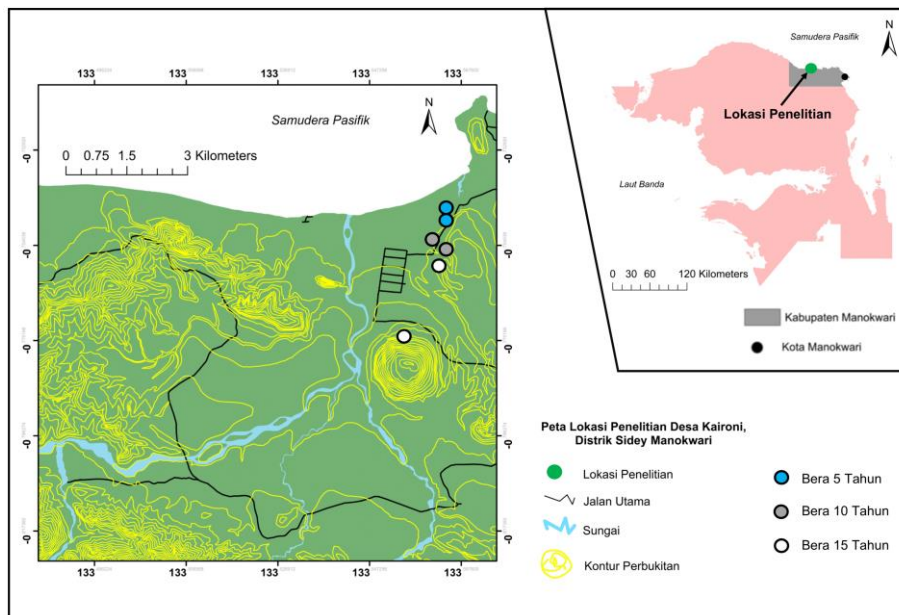 133 133 133 133 133
Samudera Pasifik
N
0 0.75 1.5 3 Kilometers
-0
-0
-0
-0
-0
133 133 133 133 133
Samudera Pasifik
N
Lokasi Penelitian
Laut Banda
0 30 60 120 Kilometers
Kabupaten Manokwari
Kota Manokwari
Peta Lokasi Penelitian Desa Kaironi,
Distrik Sidey Manokwari
Lokasi Penelitian
Jalan Utama
Sungai
Kontur Perbukitan
Bera 5 Tahun
Bera 10 Tahun
Bera 15 Tahun